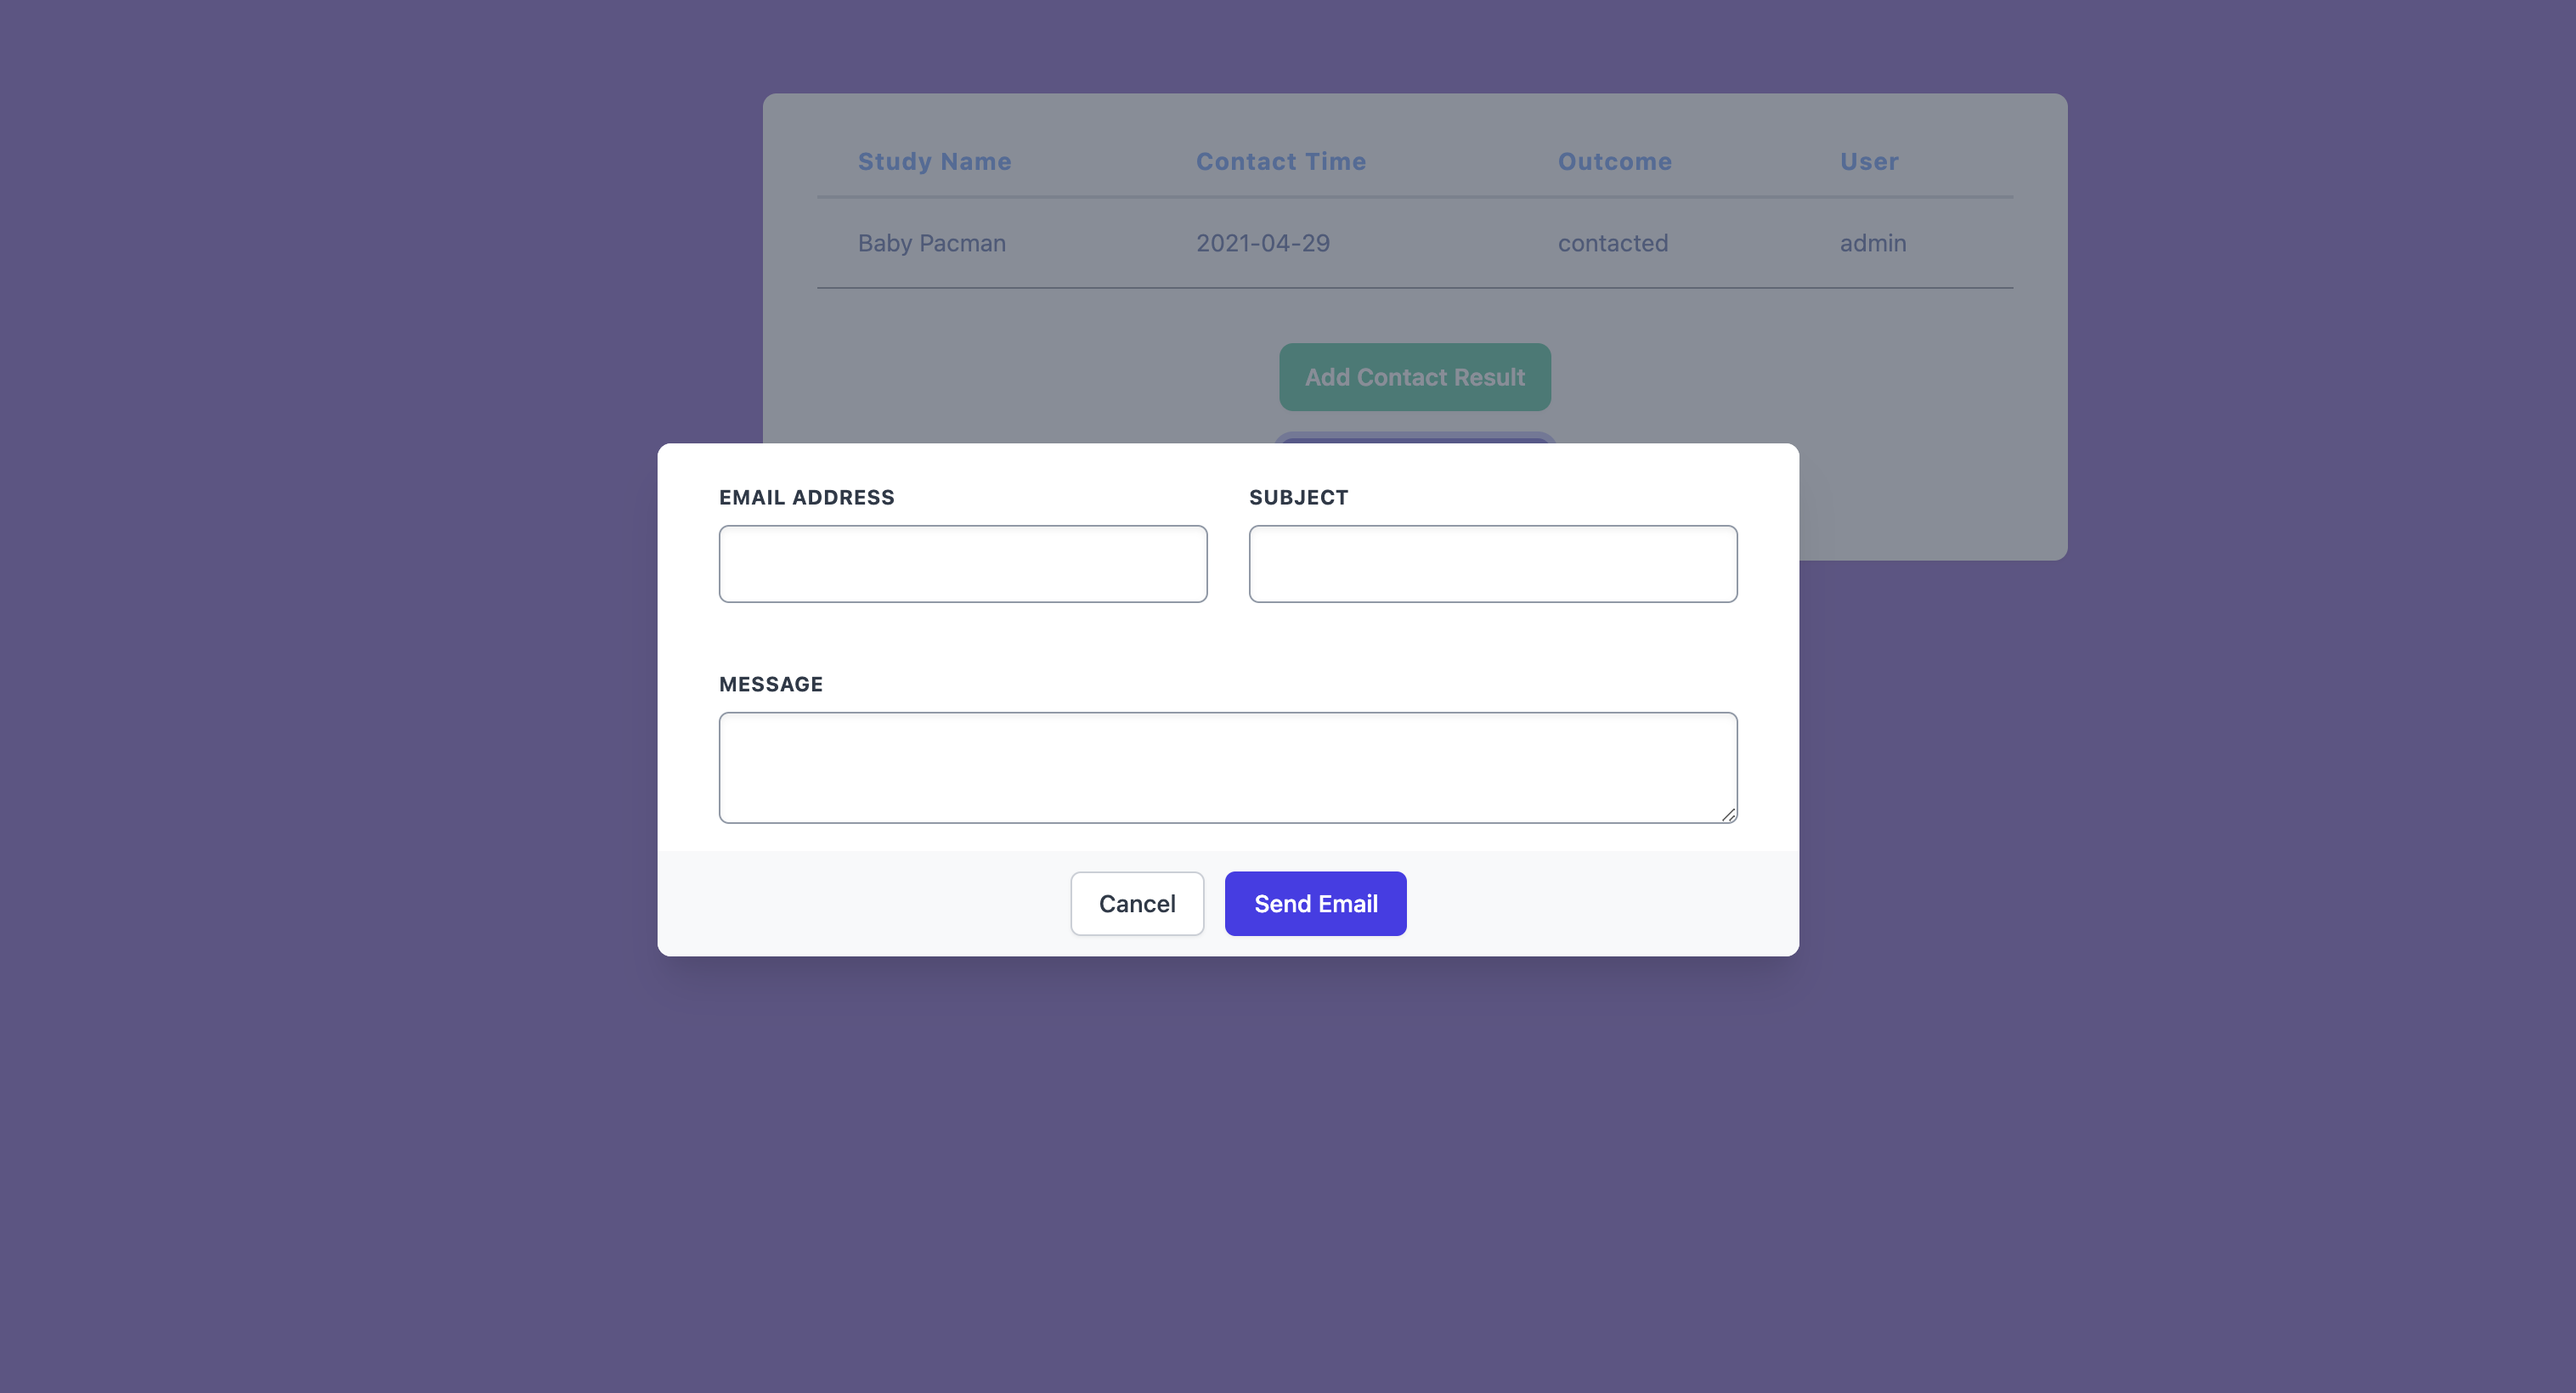 Study Name Contact Time Outcome User
Baby Pacman 2021-04-29 contacted admin
Add Contact Result
EMAIL ADDRESS SUBJECT
MESSAGE
Cancel Send Email